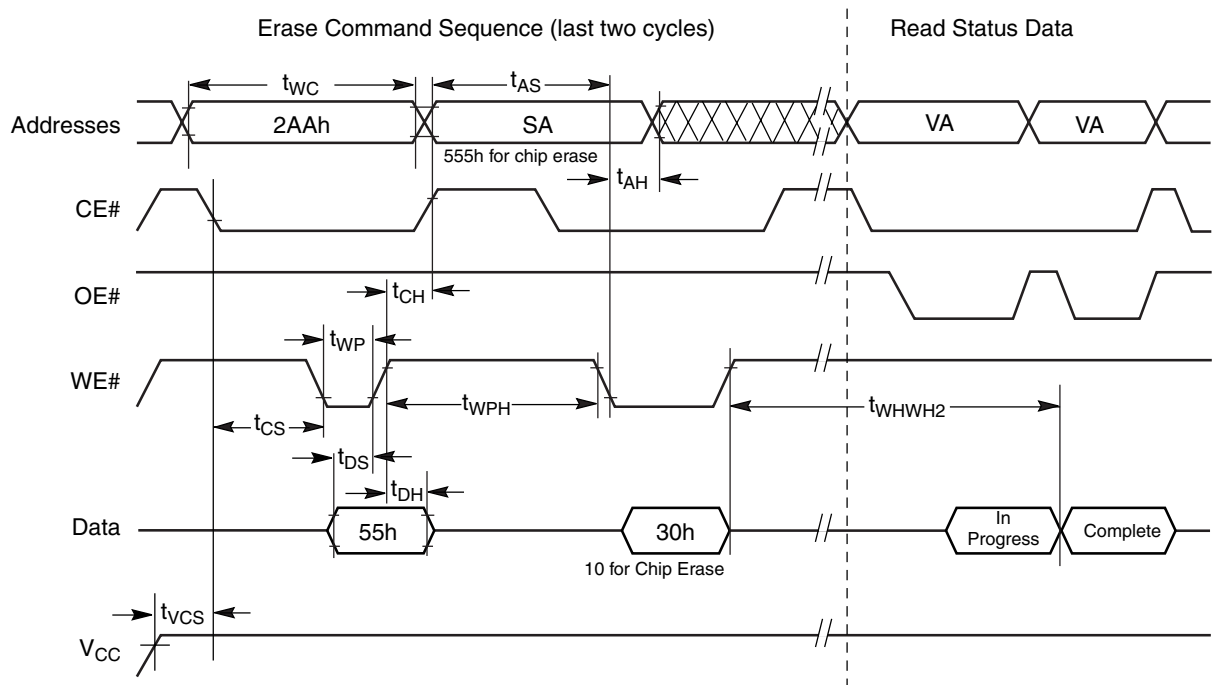 Erase Command Sequence (last two cycles)
Read Status Data
tWC
tAS
Addresses
2AAh
SA
VA
VA
555h for chip erase
tAH
CE#
OE#
tCH
tWP
WE#
tWPH
tWHWH2
tCS
tDS
tDH
Data
55h
30h
In
Progress
Complete
10 for Chip Erase
tVCS
VCC